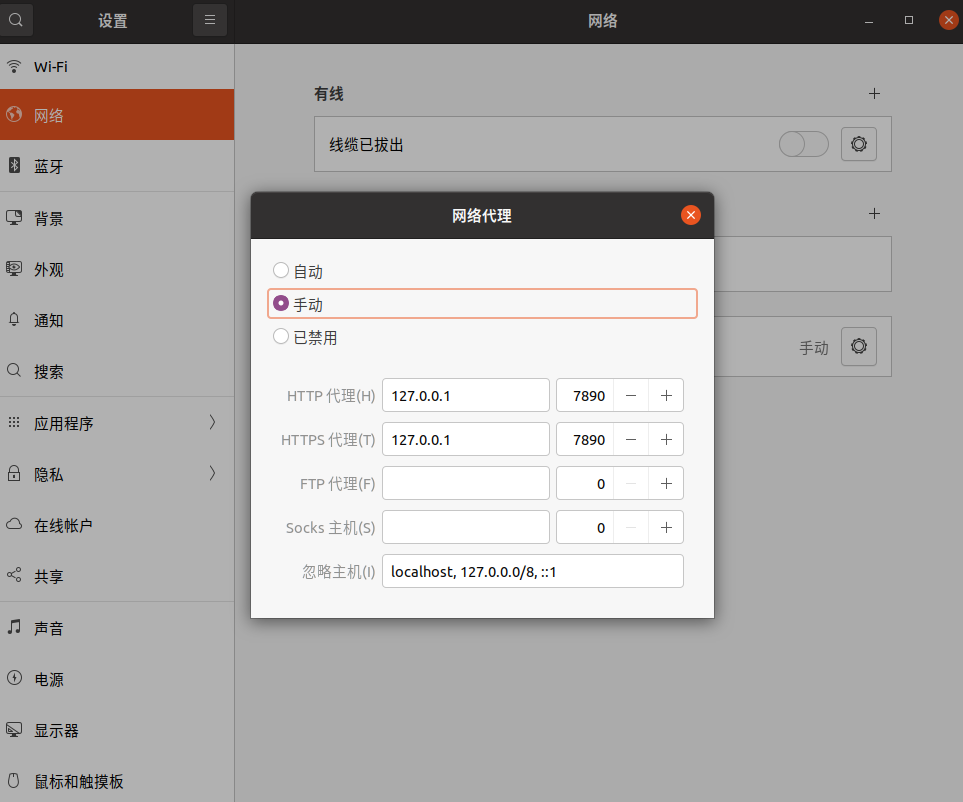 设置
网络
Wi-Fi
网络
蓝牙
背景
外观
通知
搜索
应用程序
隐私
在线帐户
共享
声音
电源
显示器
鼠标和触摸板
有线
线缆已拔出
手动
网络代理
自动
手动
已禁用
HTTP 代理(H) 127.0.0.1 7890
HTTPS 代理(T) 127.0.0.1 7890
FTP 代理(F) 0
Socks 主机(S) 0
忽略主机(I) localhost, 127.0.0.0/8, ::1